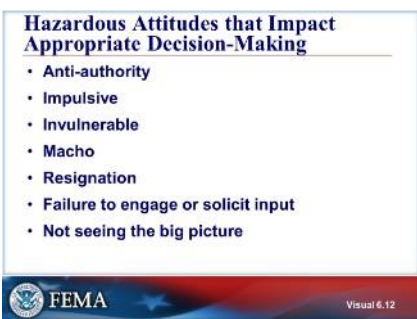 Hazardous Attitudes that Impact
Appropriate Decision-Making
• Anti-authority
• Impulsive
• Invulnerable
• Macho
• Resignation
• Failure to engage or solicit input
• Not seeing the big picture
FEMA
Visual 6.12